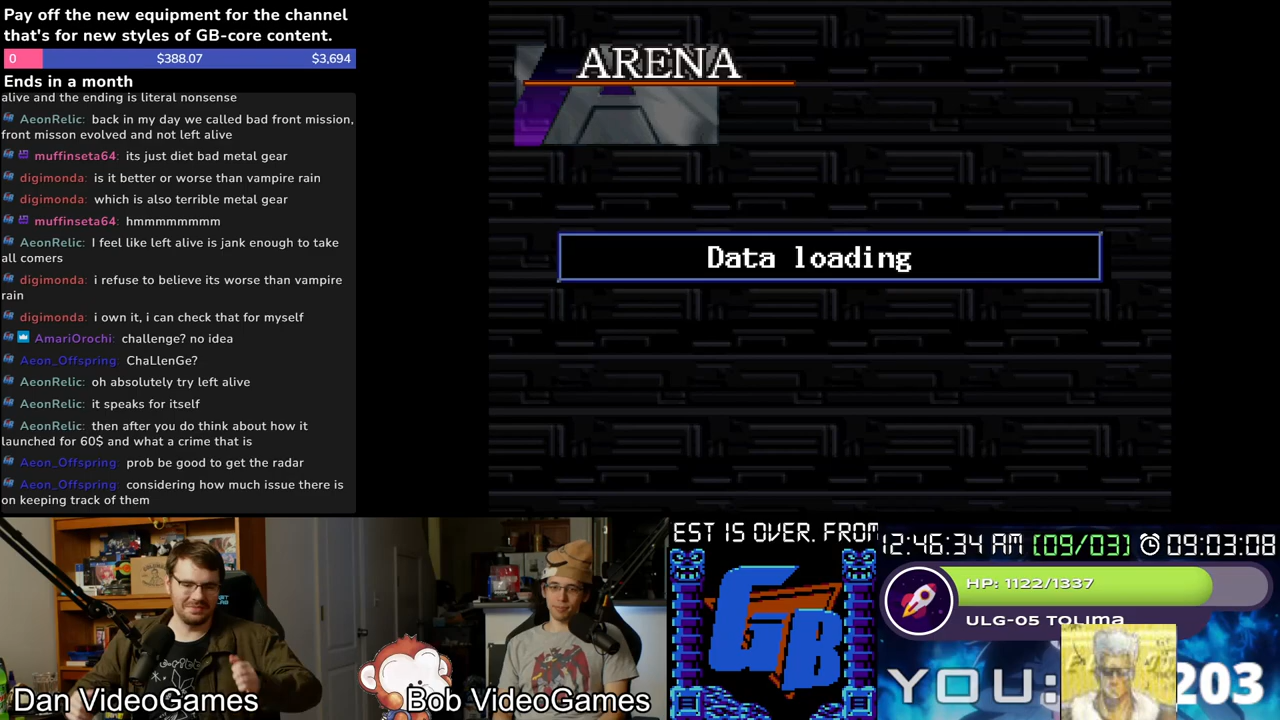 Pay off the new equipment for the channel
that's for new styles of GB-core content.
0 $388.07 $3,694
Ends in a month
alive and the ending is literal nonsense
AeonRelic: back in my day we called bad front mission,
front misson evolved and not left alive
muffinseta64: its just diet bad metal gear
digimonda: is it better or worse than vampire rain
digimonda: which is also terrible metal gear
muffinseta64: hmmmmmmmm
AeonRelic: I feel like left alive is jank enough to take
all comers
digimonda: i refuse to believe its worse than vampire
rain
digimonda: i own it, i can check that for myself
AmariOrochi: challenge? no idea
Aeon_Offspring: ChaLlenGe?
AeonRelic: oh absolutely try left alive
AeonRelic: it speaks for itself
AeonRelic: then after you do think about how it
launched for 60$ and what a crime that is
Aeon_Offspring: prob be good to get the radar
Aeon_Offspring: considering how much issue there is
on keeping track of them
ARENA
Data loading
Dan VideoGames
Bob VideoGames
EST IS OVER. FROM
GB
12:46:34 AM [09/03] 09:03:08
HP: 1122/1337
ULG-05 TOLIMA
YOU: 203